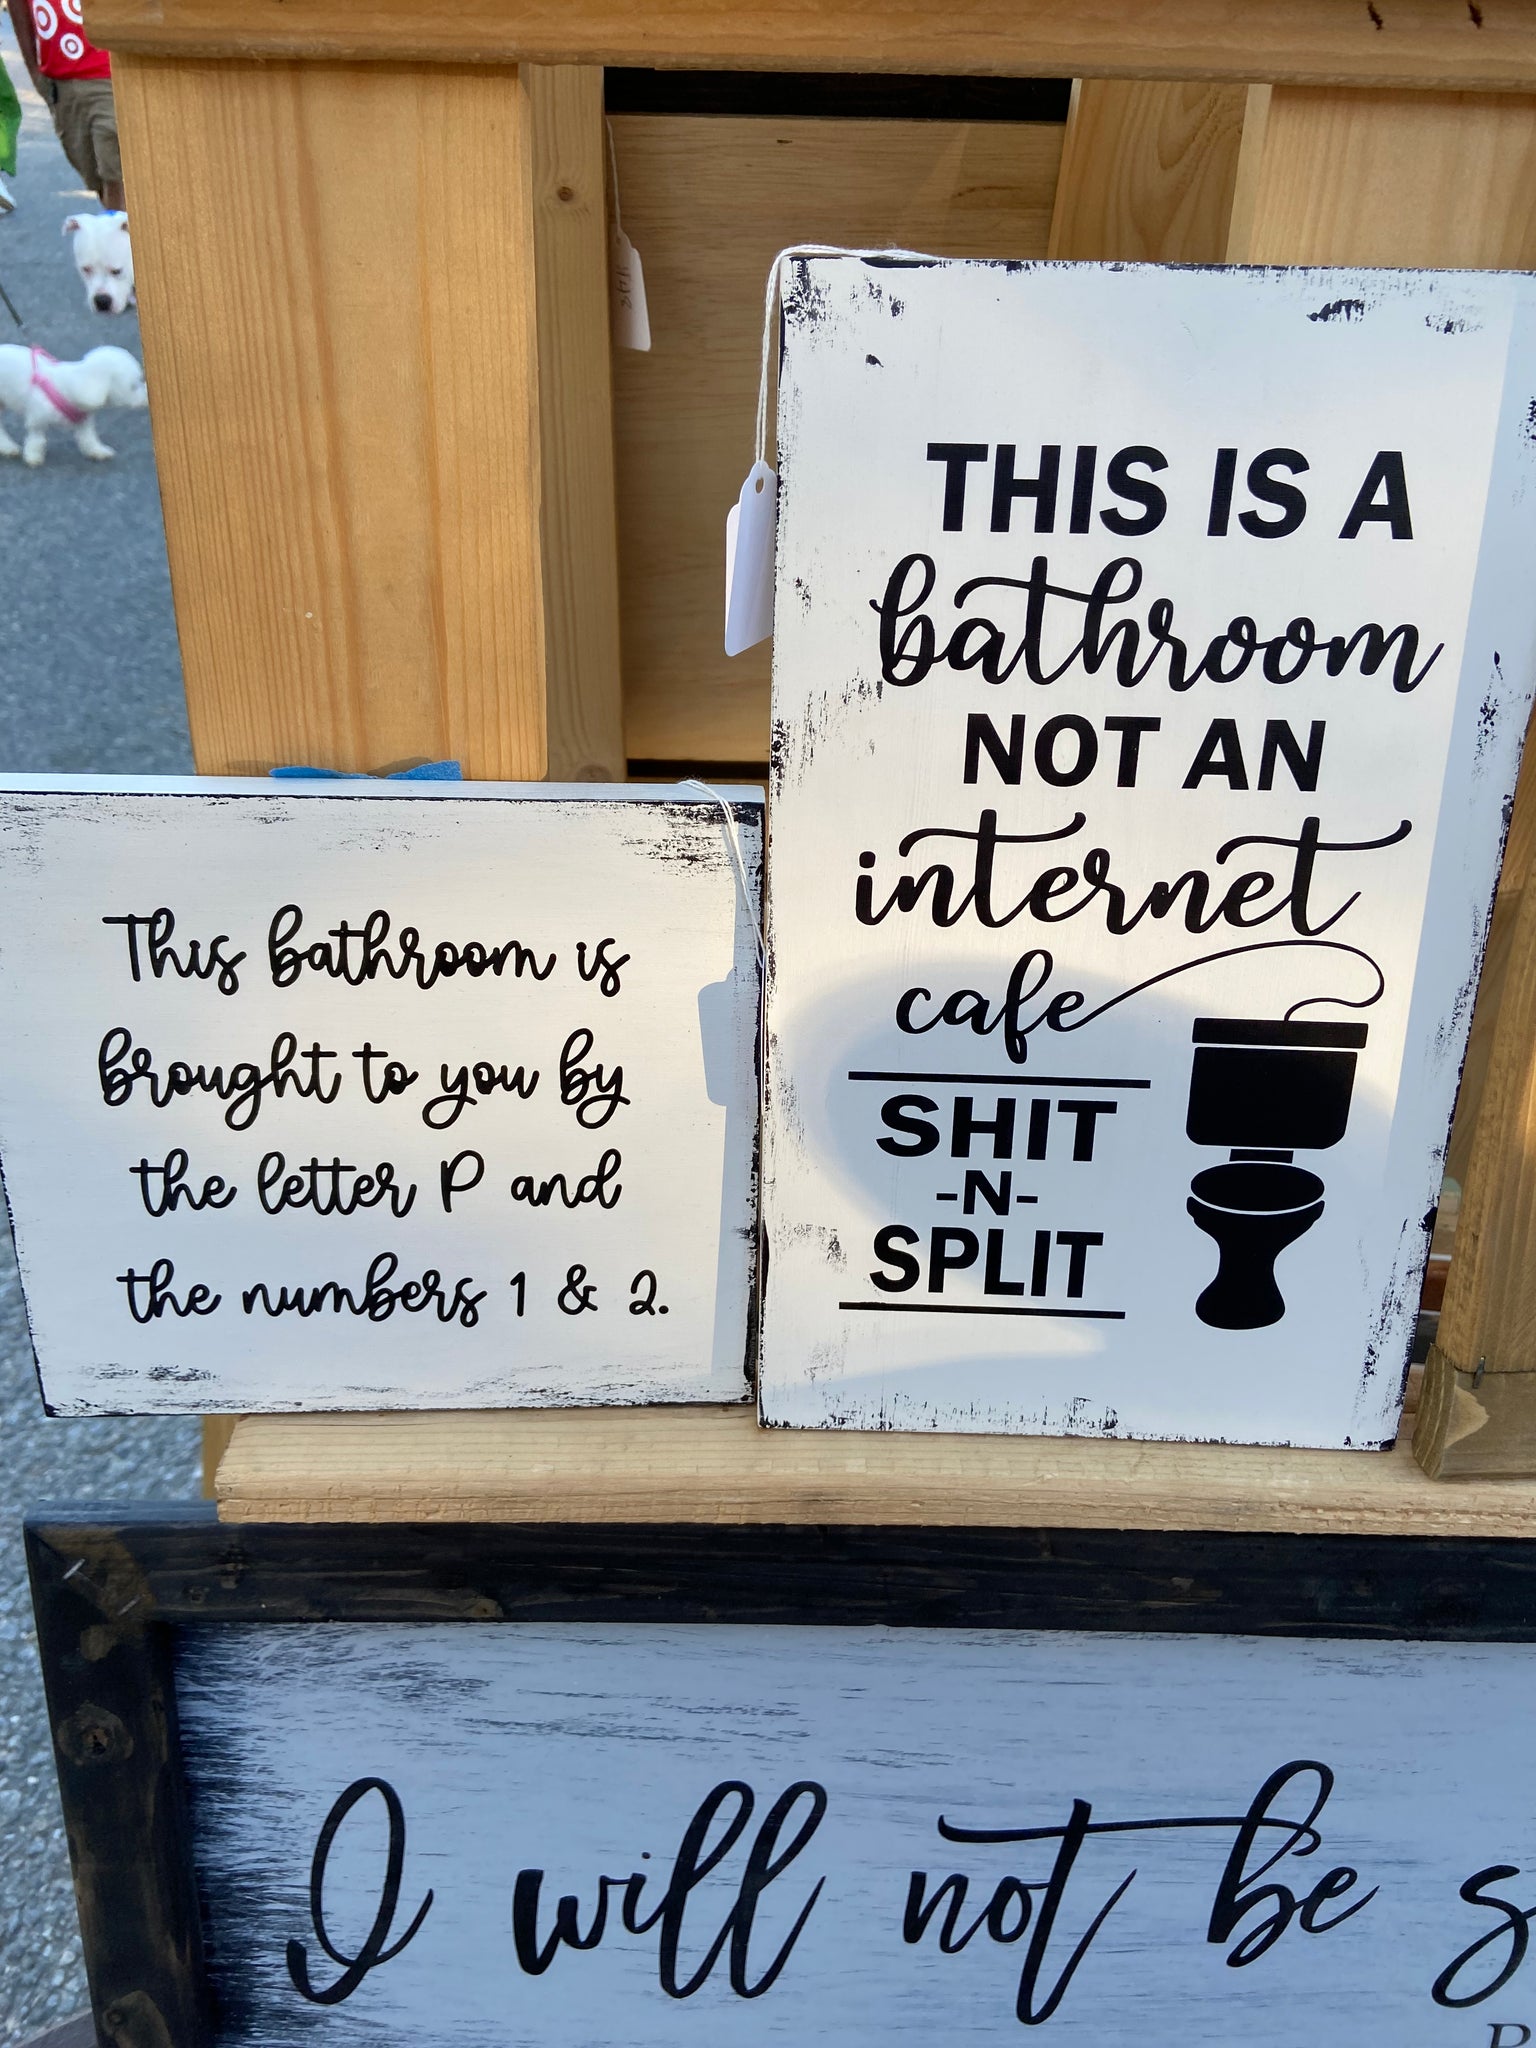 This bathroom is
brought to you by
the letter P and
the numbers 1 & 2.
THIS IS A
bathroom
NOT AN
internet
cafe
SHIT
-N-
SPLIT
I will not be s